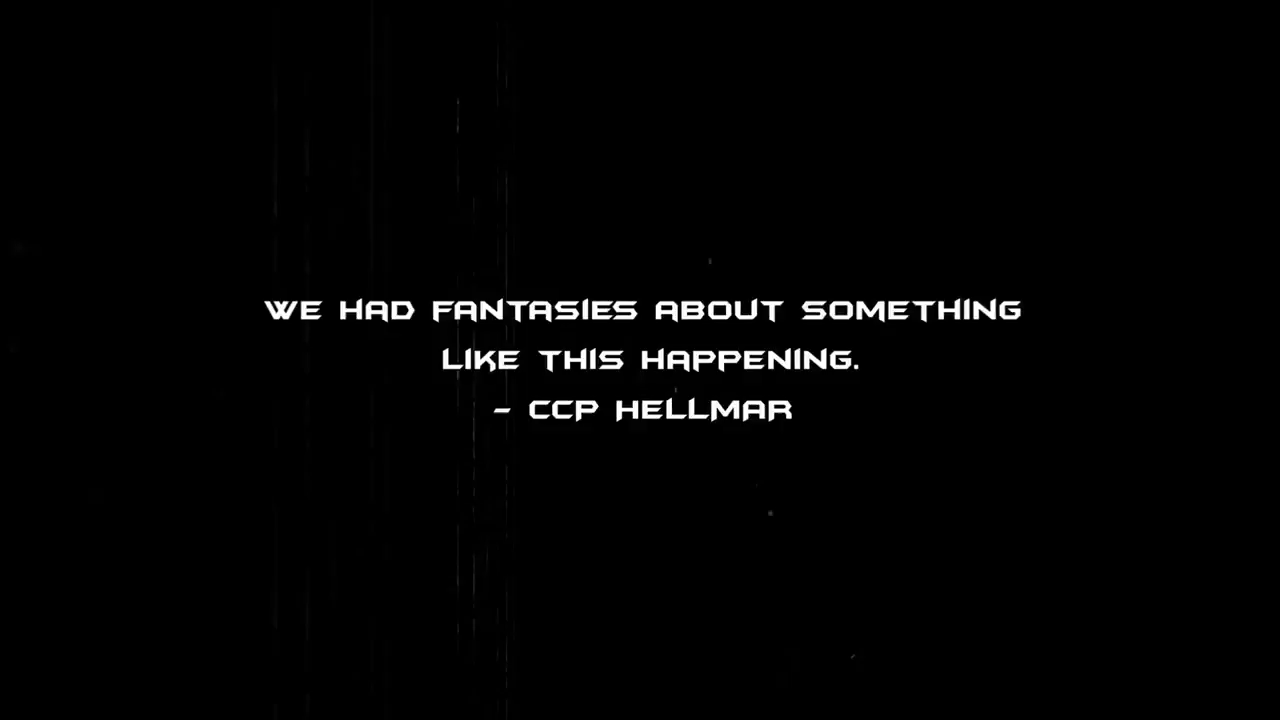 WE HAD FANTASIES ABOUT SOMETHING
LIKE THIS HAPPENING.
- CCP HELLMAR